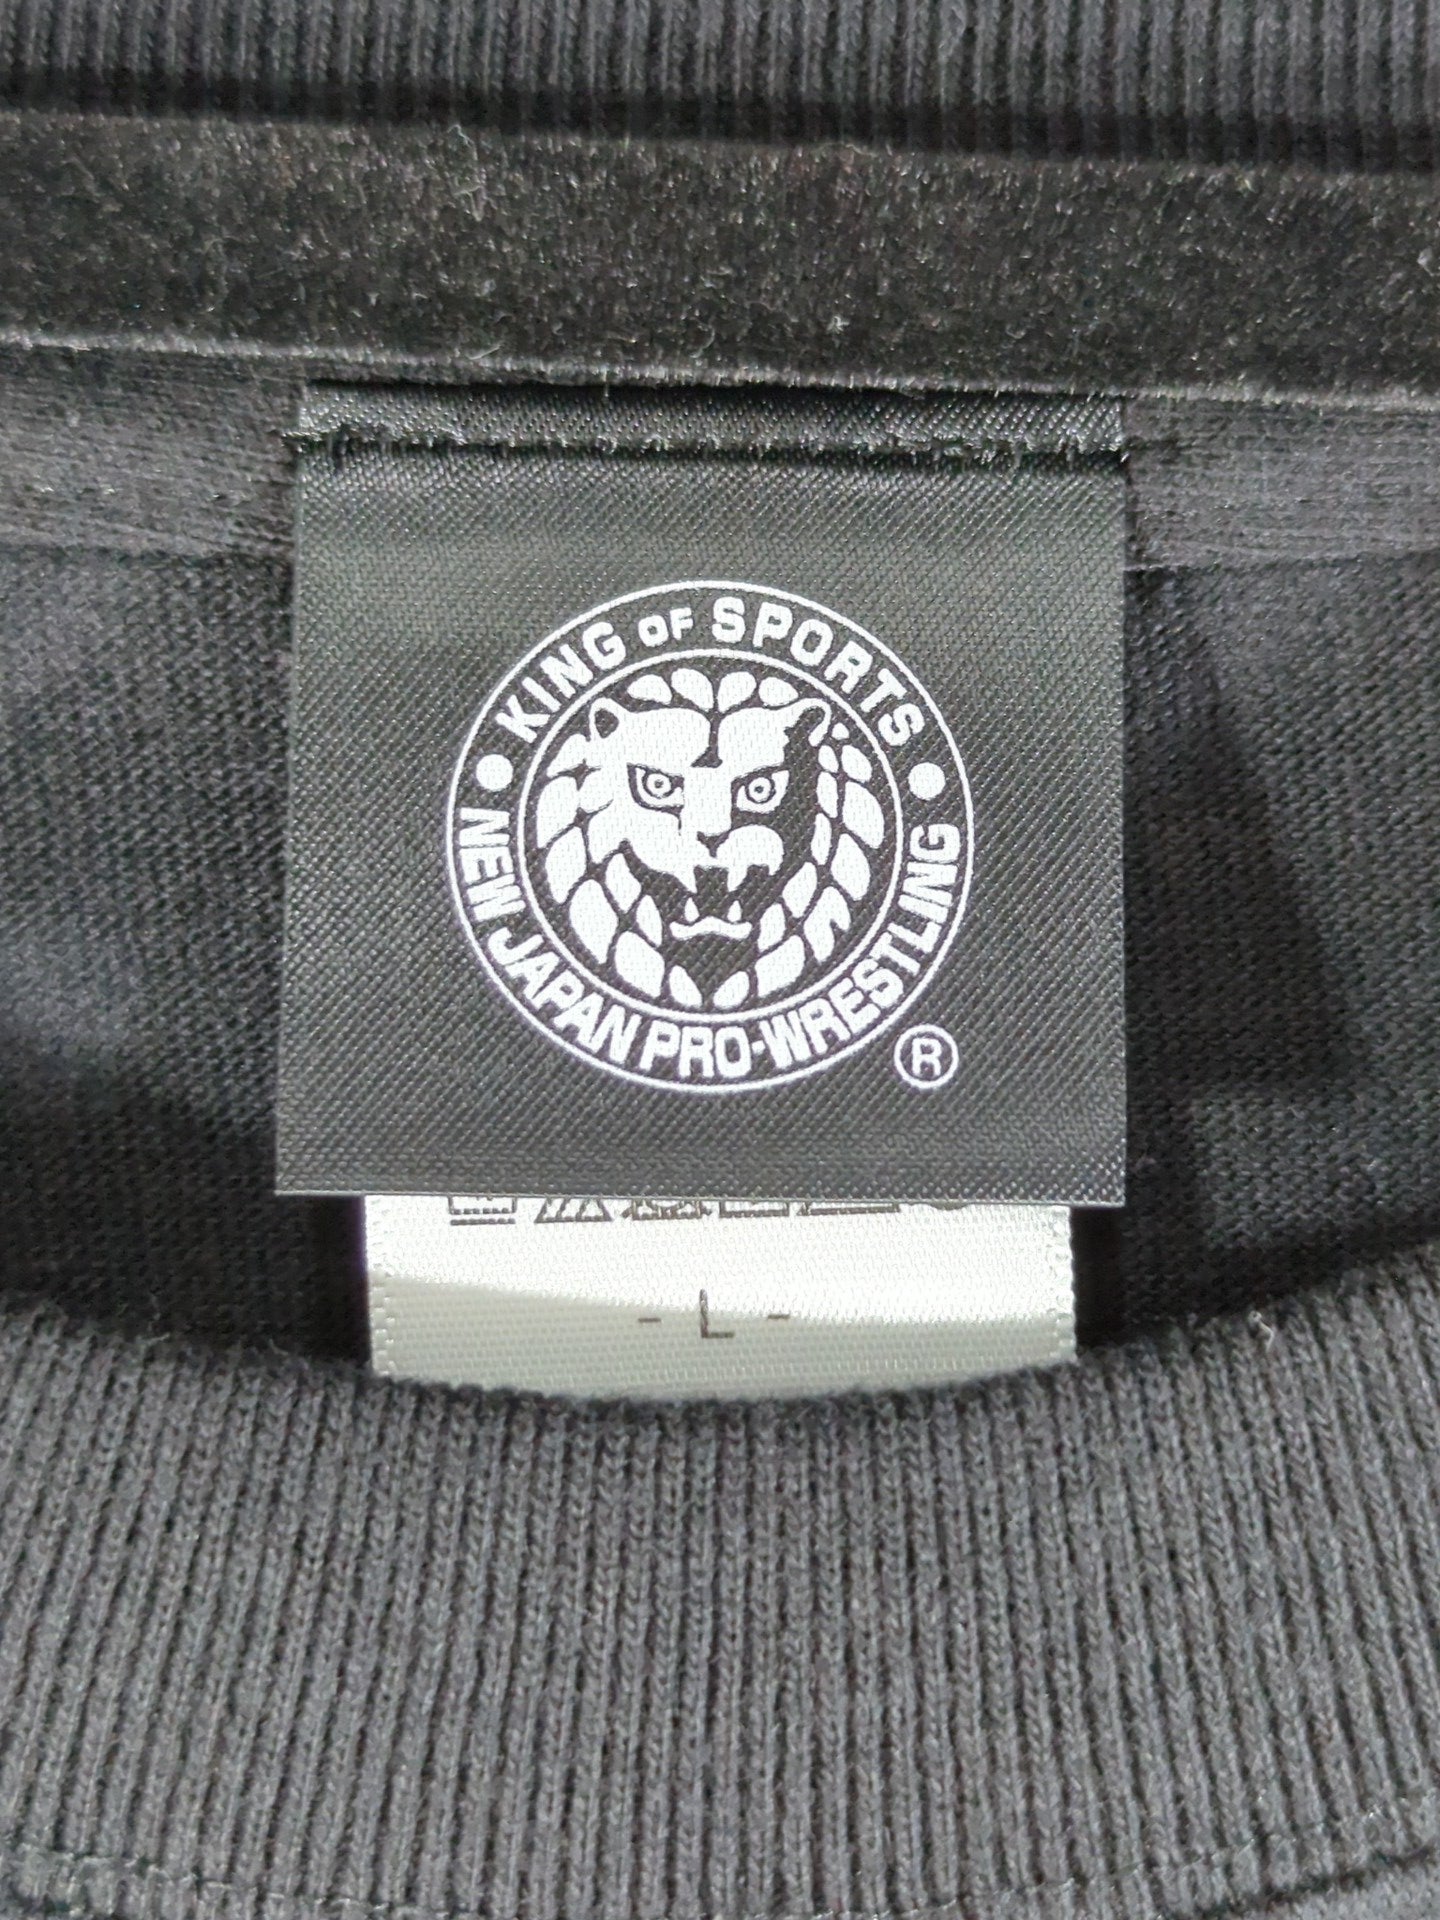 KING OF SPORTS
NEW JAPAN PRO-WRESTLING
®
- L -